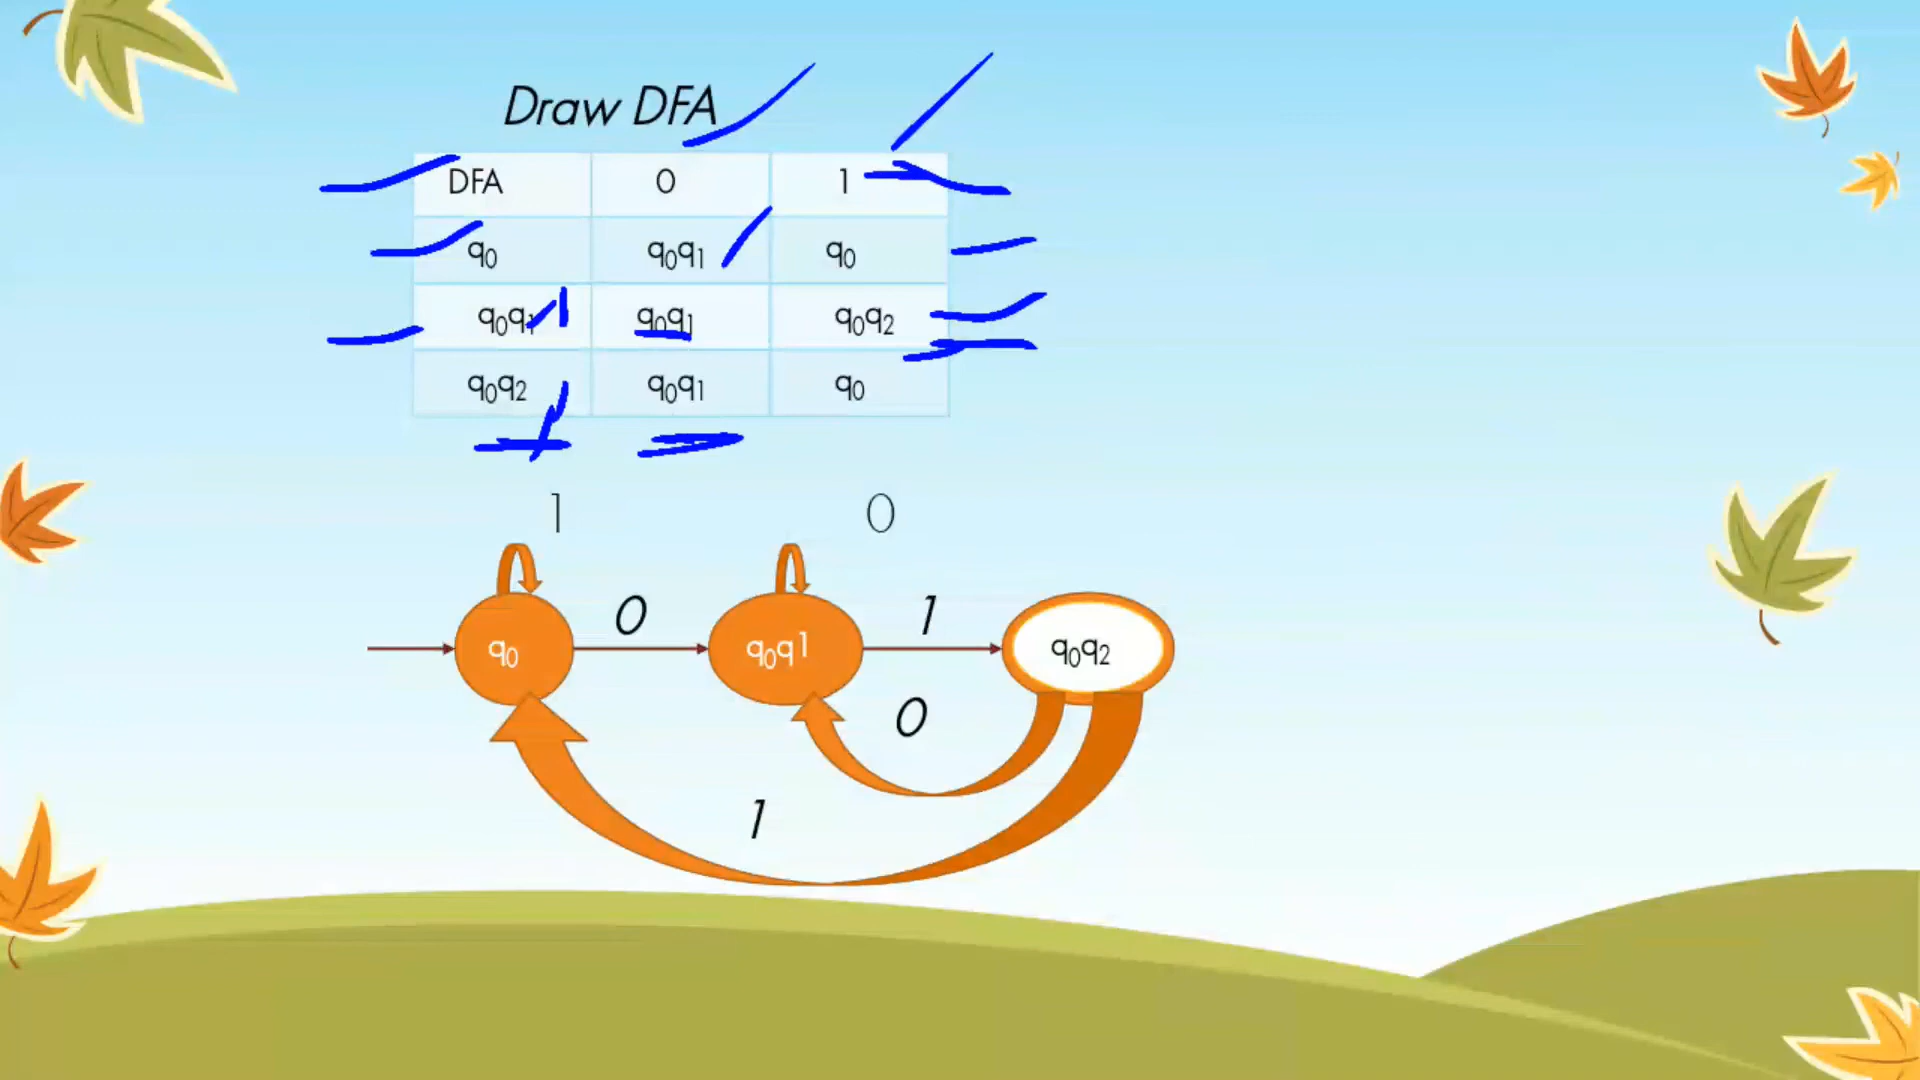 Draw DFA
DFA 0 1
q0 q0q1 q0
q0q1 q0q1 q0q2
q0q2 q0q1 q0
1 0
0 1
q0 q0q1 q0q2
0
1